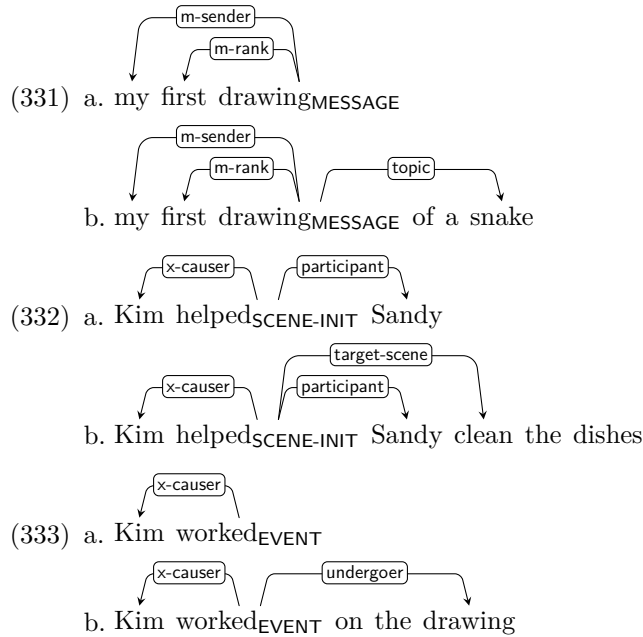 m-sender
m-rank
(331) a. my first drawingMESSAGE
m-sender
m-rank topic
b. my first drawingMESSAGE of a snake
x-causer participant
(332) a. Kim helpedSCENE-INIT Sandy
target-scene
x-causer participant
b. Kim helpedSCENE-INIT Sandy clean the dishes
x-causer
(333) a. Kim workedEVENT
x-causer undergoer
b. Kim workedEVENT on the drawing